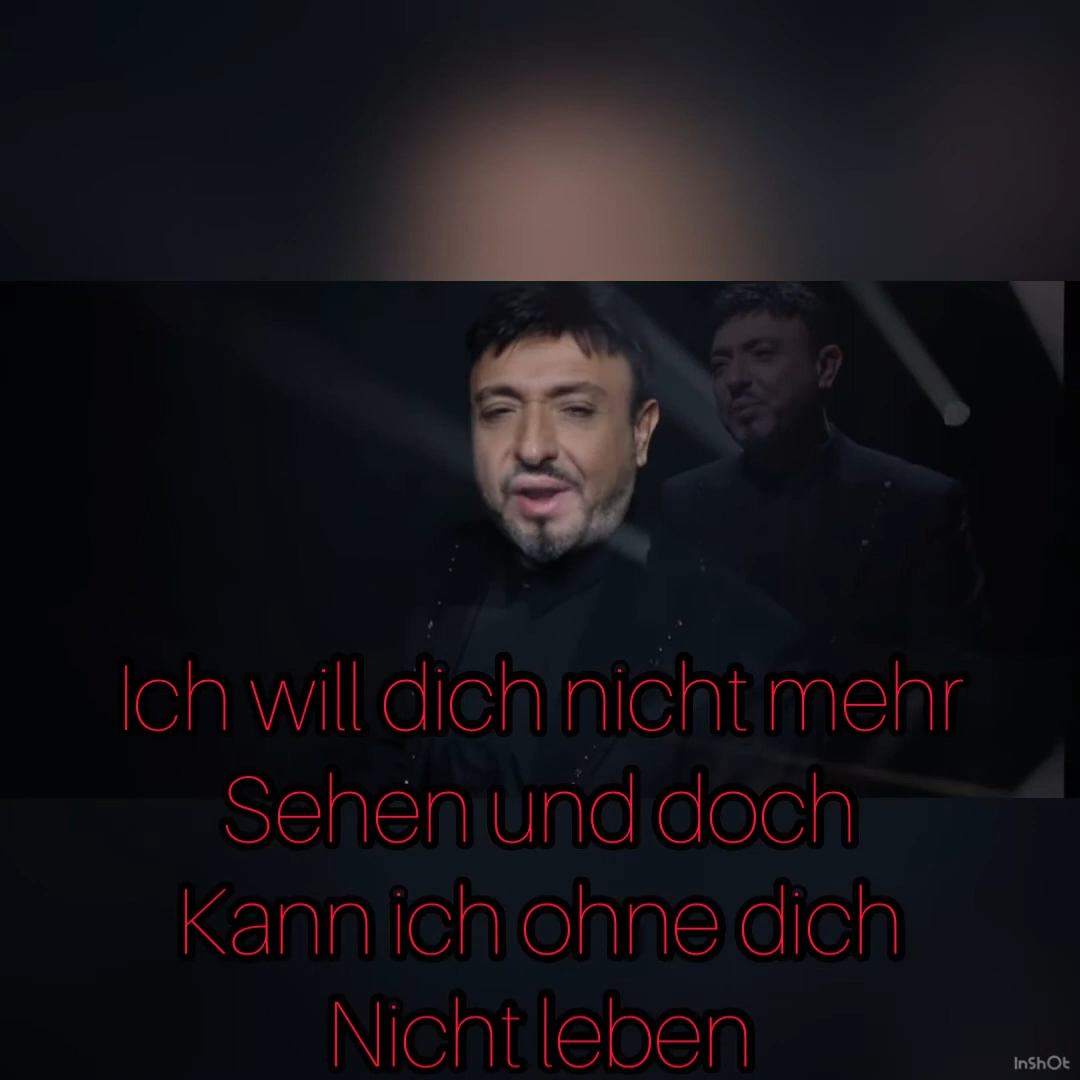 Ich will dich nicht mehr
Sehen und doch
Kann ich ohne dich
Nicht leben
InShOt